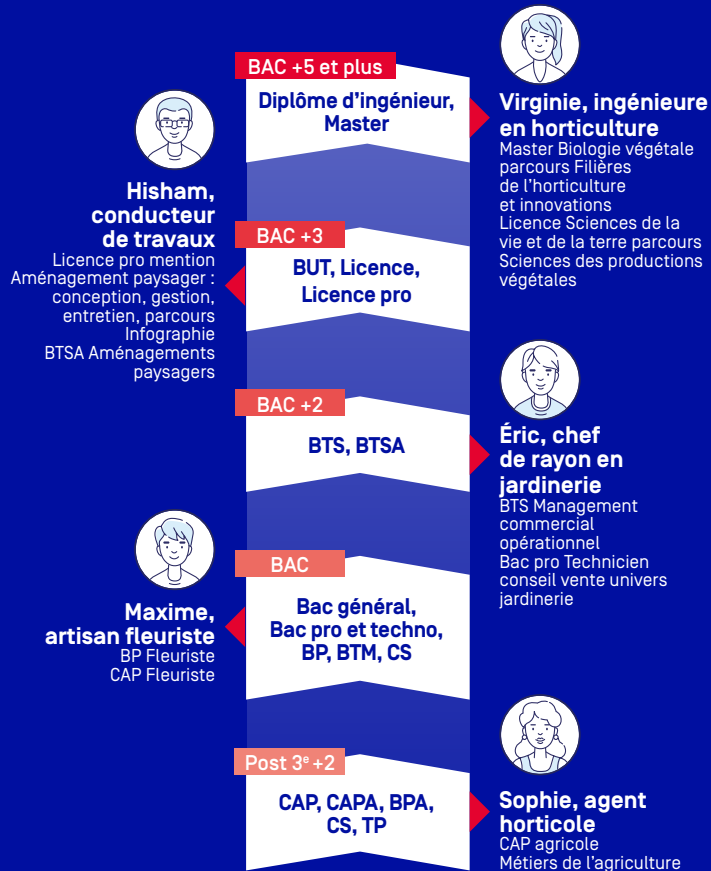 BAC +5 et plus
Diplôme d'ingénieur,
Master
Virginie, ingénieure
en horticulture
Master Biologie végétale
parcours Filières
de l'horticulture
et innovations
Licence Sciences de la
vie et de la terre parcours
Sciences des productions
végétales
Hisham,
conducteur
de travaux
Licence pro mention
Aménagement paysager :
conception, gestion,
entretien, parcours
Infographie
BTSA Aménagements
paysagers
BAC +3
BUT, Licence,
Licence pro
BAC +2
BTS, BTSA
Éric, chef
de rayon en
jardinerie
BTS Management
commercial
opérationnel
Bac pro Technicien
conseil vente univers
jardinerie
Maxime,
artisan fleuriste
BP Fleuriste
CAP Fleuriste
BAC
Bac général,
Bac pro et techno,
BP, BTM, CS
Post 3e +2
CAP, CAPA, BPA,
CS, TP
Sophie, agent
horticole
CAP agricole
Métiers de l'agriculture